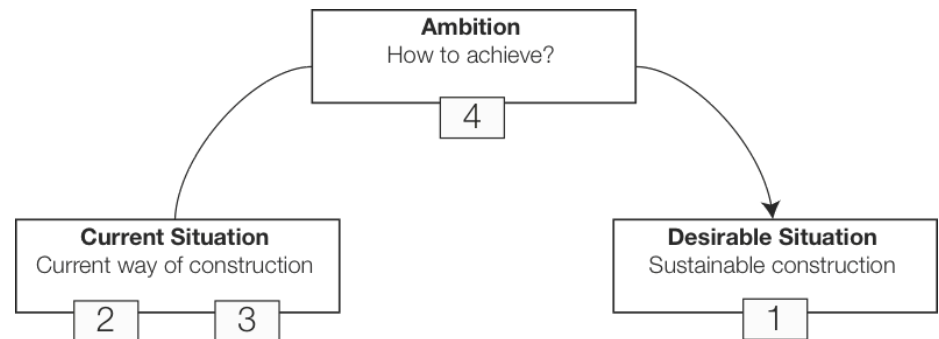 Ambition
How to achieve?
4
Current Situation
Current way of construction
2 3
Desirable Situation
Sustainable construction
1